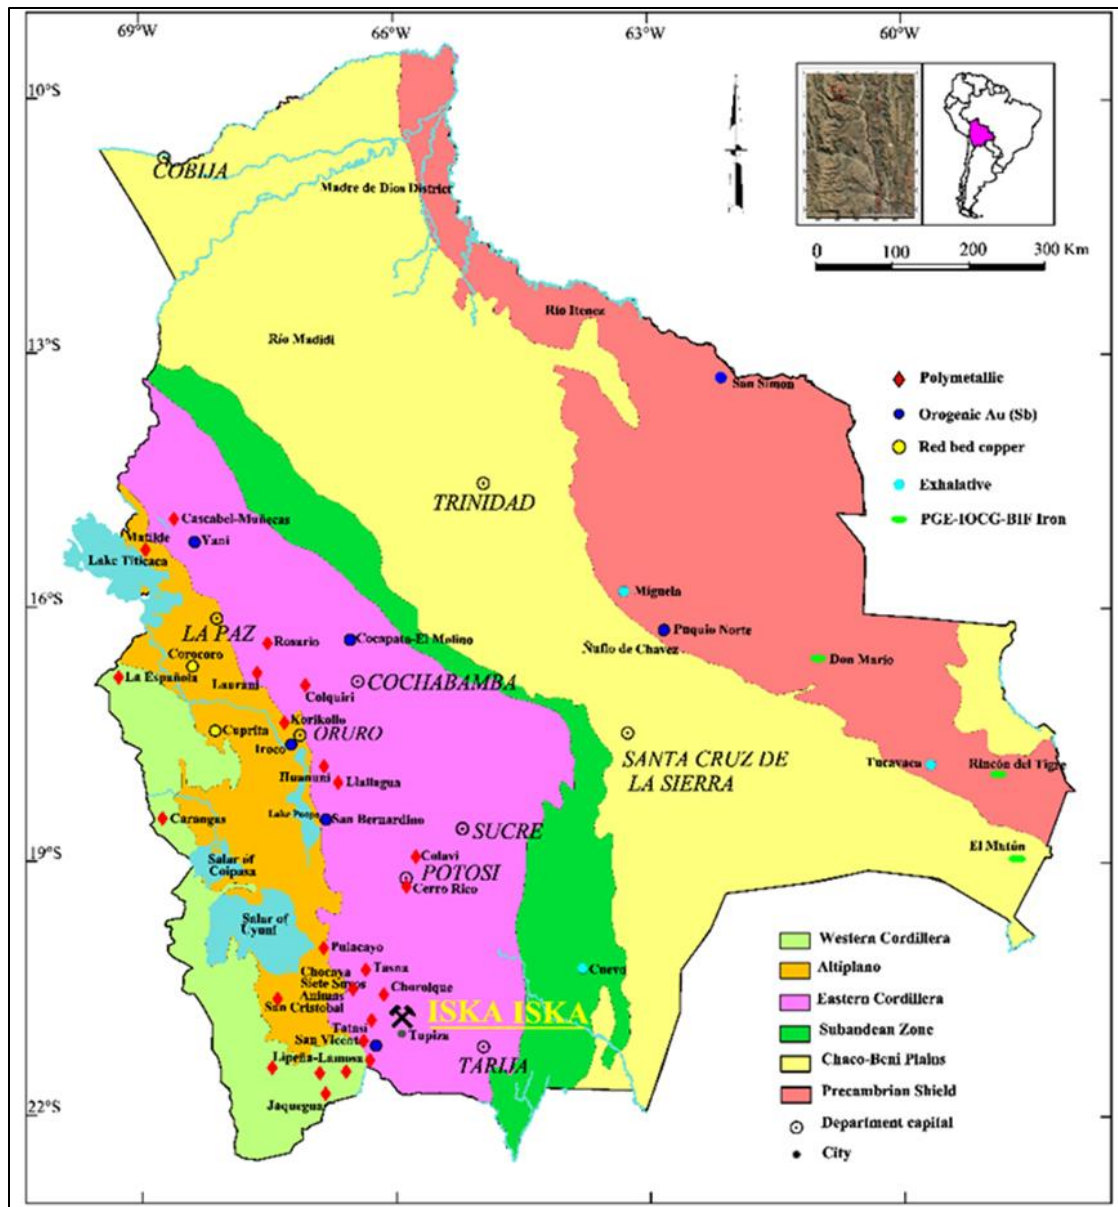 69°W 66°W 63°W 60°W
10°S
13°S
16°S
19°S
22°S
0 100 200 300 Km
COBIJA
Madre de Dios District
Río Itenez
Río Madidi
San Simon
TRINIDAD
Cascabel-Muñecas
Matilde
Yani
Lake Titicaca
Miguela
LA PAZ
Rosario
Cocapata-El Molino
Puquio Norte
Ñuflo de Chavez
Don Mario
Corocoro
La Española
Laurani
Colquiri
COCHABAMBA
Korikollo
Cuprita
ORURO
Iroco
SANTA CRUZ DE
LA SIERRA
Tucavaca
Rincón del Tigre
Huanuni
Llallagua
Lake Poopo
San Bernardino
Carangas
SUCRE
El Mutún
Colavi
Salar of
Coipasa
POTOSI
Cerro Rico
Salar of
Uyuni
Pulacayo
Chocaya
Tasna
Cuevo
Siete Suyos
Animas
Chorolque
San Cristobal
ISKA ISKA
Tatasi
Tupiza
San Vicent
Lipeña-Lamosa
TARIJA
Jaquegua
Polymetallic
Orogenic Au (Sb)
Red bed copper
Exhalative
PGE-IOCG-BIF Iron
Western Cordillera
Altiplano
Eastern Cordillera
Subandean Zone
Chaco-Beni Plains
Precambrian Shield
Department capital
City